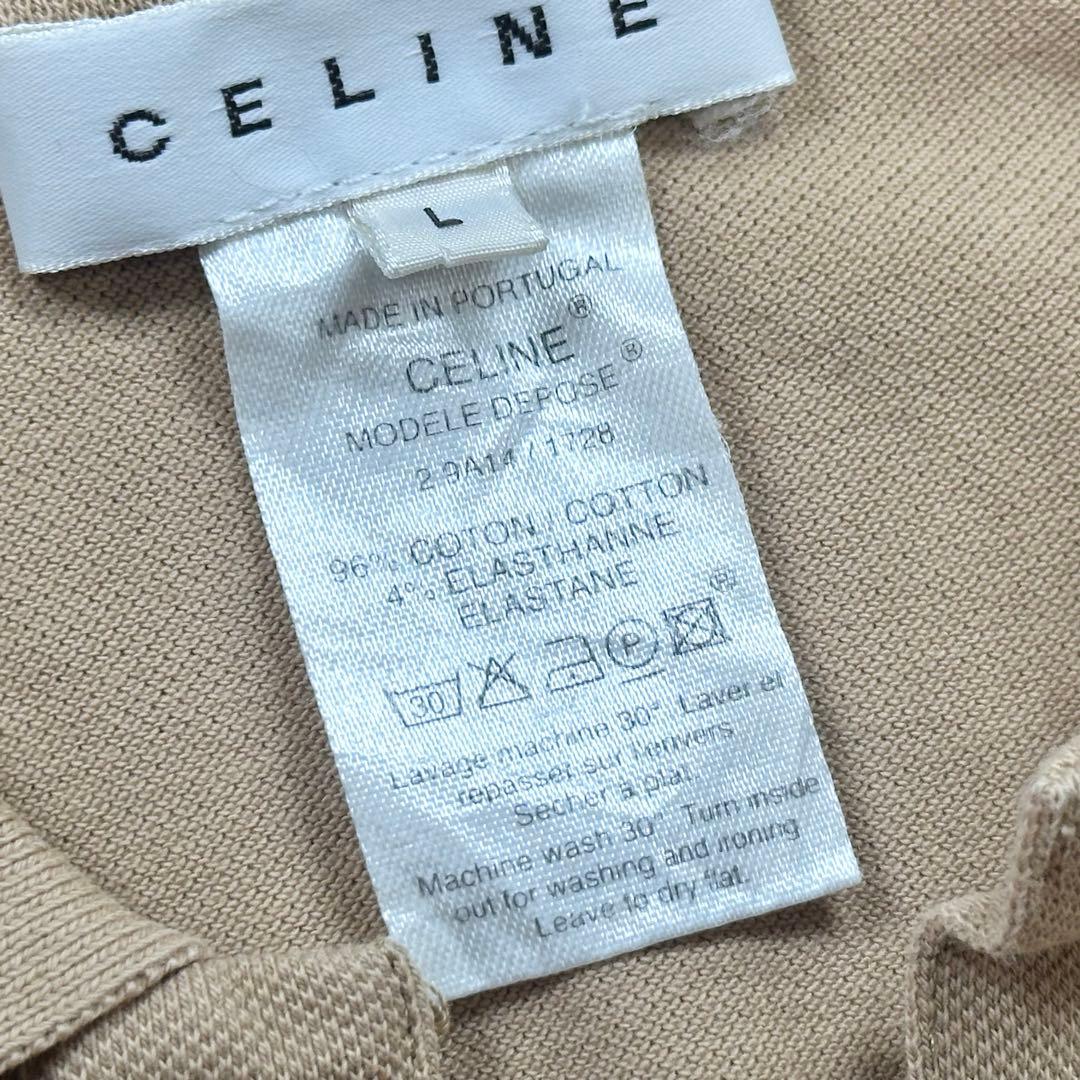 CELINE
L
MADE IN PORTUGAL
CELINE®
MODELE DEPOSE®
2-9A14 / 1728
96% COTON / COTTON
4% ELASTHANNE
ELASTANE
30 P ®
Lavage machine 30° Laver et
repasser sur l'envers
Secher a plat.
Machine wash 30° Turn inside
out for washing and ironing
Leave to dry flat.